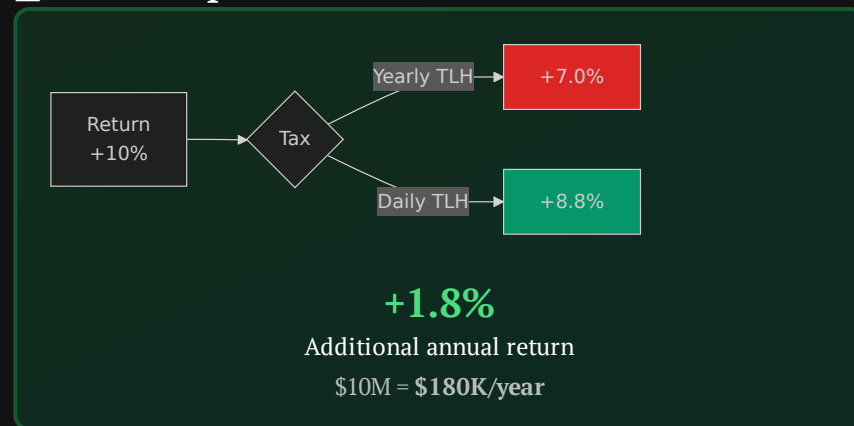 Return
+10%
Tax
Yearly TLH
+7.0%
Daily TLH
+8.8%
+1.8%
Additional annual return
$10M = $180K/year